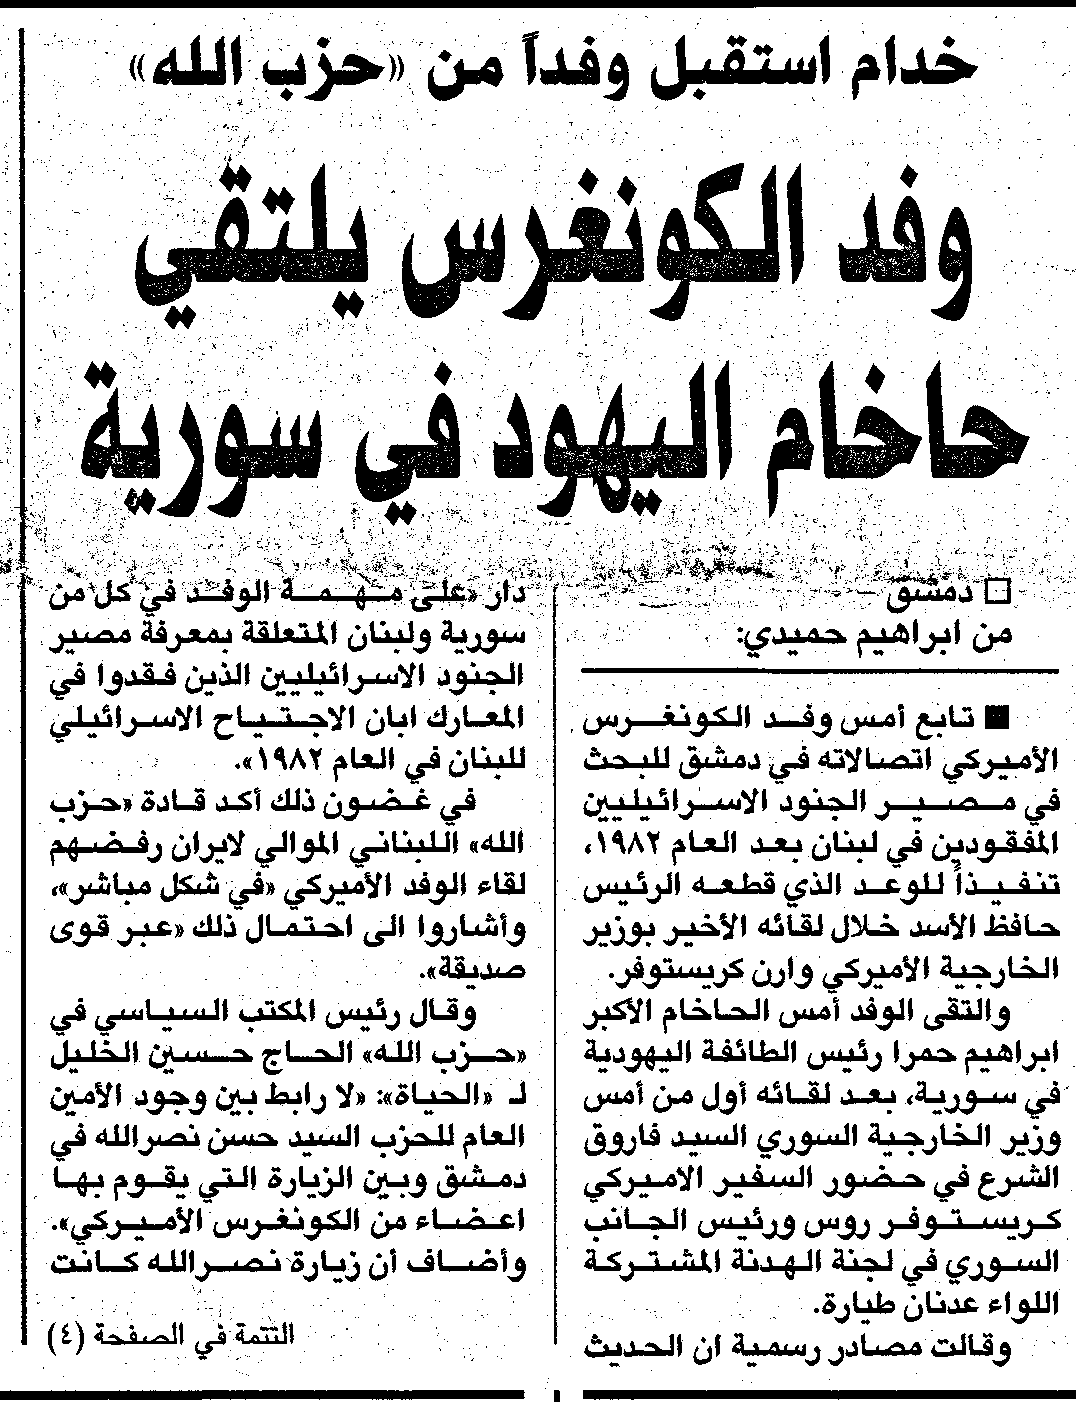 خدام استقبل وفداً من «حزب الله»
وفد الكونغرس يلتقي
حاخام اليهود في سورية
□ دمشق
من ابراهيم حميدي:
■ تابع أمس وفد الكونغرس
الأميركي اتصالاته في دمشق للبحث
في مصير الجنود الاسرائيليين
المفقودين في لبنان بعد العام ١٩٨٢،
تنفيذاً للوعد الذي قطعه الرئيس
حافظ الأسد خلال لقائه الأخير بوزير
الخارجية الأميركي وارن كريستوفر.
والتقى الوفد أمس الحاخام الأكبر
ابراهيم حمرا رئيس الطائفة اليهودية
في سورية، بعد لقائه أول من أمس
وزير الخارجية السوري السيد فاروق
الشرع في حضور السفير الاميركي
كريستوفر روس ورئيس الجانب
السوري في لجنة الهدنة المشتركة
اللواء عدنان طيارة.
وقالت مصادر رسمية ان الحديث
دار «على مهمة الوفد في كل من
سورية ولبنان المتعلقة بمعرفة مصير
الجنود الاسرائيليين الذين فقدوا في
المعارك ابان الاجتياح الاسرائيلي
للبنان في العام ١٩٨٢».
في غضون ذلك أكد قادة «حزب
الله» اللبناني الموالي لايران رفضهم
لقاء الوفد الأميركي «في شكل مباشر»،
وأشاروا الى احتمال ذلك «عبر قوى
صديقة».
وقال رئيس المكتب السياسي في
«حزب الله» الحاج حسين الخليل
لـ «الحياة»: «لا رابط بين وجود الأمين
العام للحزب السيد حسن نصرالله في
دمشق وبين الزيارة التي يقوم بها
اعضاء من الكونغرس الأميركي».
وأضاف أن زيارة نصرالله كانت
التتمة في الصفحة (٤)